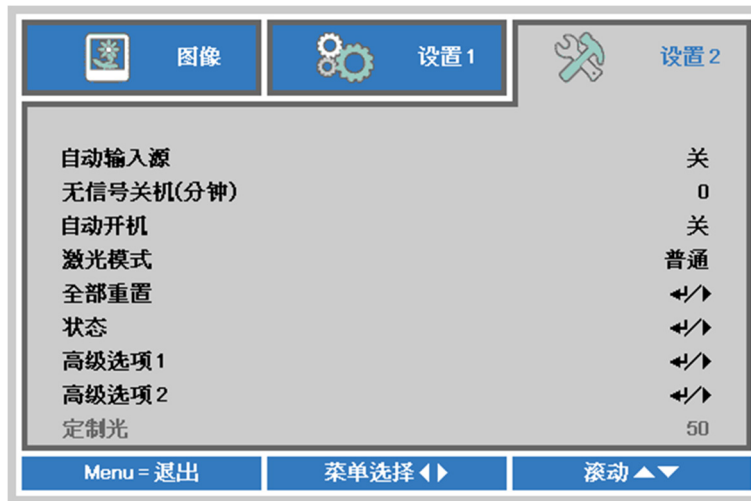 图像 设置1 设置2
自动输入源 关
无信号关机(分钟) 0
自动开机 关
激光模式 普通
全部重置 ↵/▶
状态 ↵/▶
高级选项1 ↵/▶
高级选项2 ↵/▶
定制光 50
Menu = 退出 菜单选择◀▶ 滚动▲▼